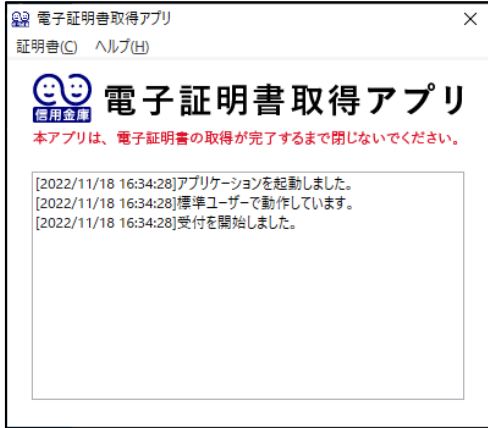 電子証明書取得アプリ
証明書(C) ヘルプ(H)
信用金庫
電子証明書取得アプリ
本アプリは、電子証明書の取得が完了するまで閉じないでください。
[2022/11/18 16:34:28]アプリケーションを起動しました。
[2022/11/18 16:34:28]標準ユーザーで動作しています。
[2022/11/18 16:34:28]受付を開始しました。